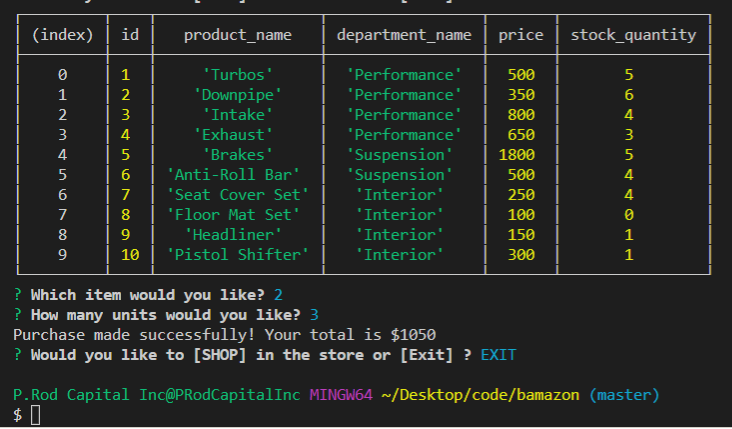 (index) id product_name department_name price stock_quantity
0 1 'Turbos' 'Performance' 500 5
1 2 'Downpipe' 'Performance' 350 6
2 3 'Intake' 'Performance' 800 4
3 4 'Exhaust' 'Performance' 650 3
4 5 'Brakes' 'Suspension' 1800 5
5 6 'Anti-Roll Bar' 'Suspension' 500 4
6 7 'Seat Cover Set' 'Interior' 250 4
7 8 'Floor Mat Set' 'Interior' 100 0
8 9 'Headliner' 'Interior' 150 1
9 10 'Pistol Shifter' 'Interior' 300 1
? Which item would you like? 2
? How many units would you like? 3
Purchase made successfully! Your total is $1050
? Would you like to [SHOP] in the store or [Exit] ? EXIT
P.Rod Capital Inc@PRodCapitalInc MINGW64 ~/Desktop/code/bamazon (master)
$